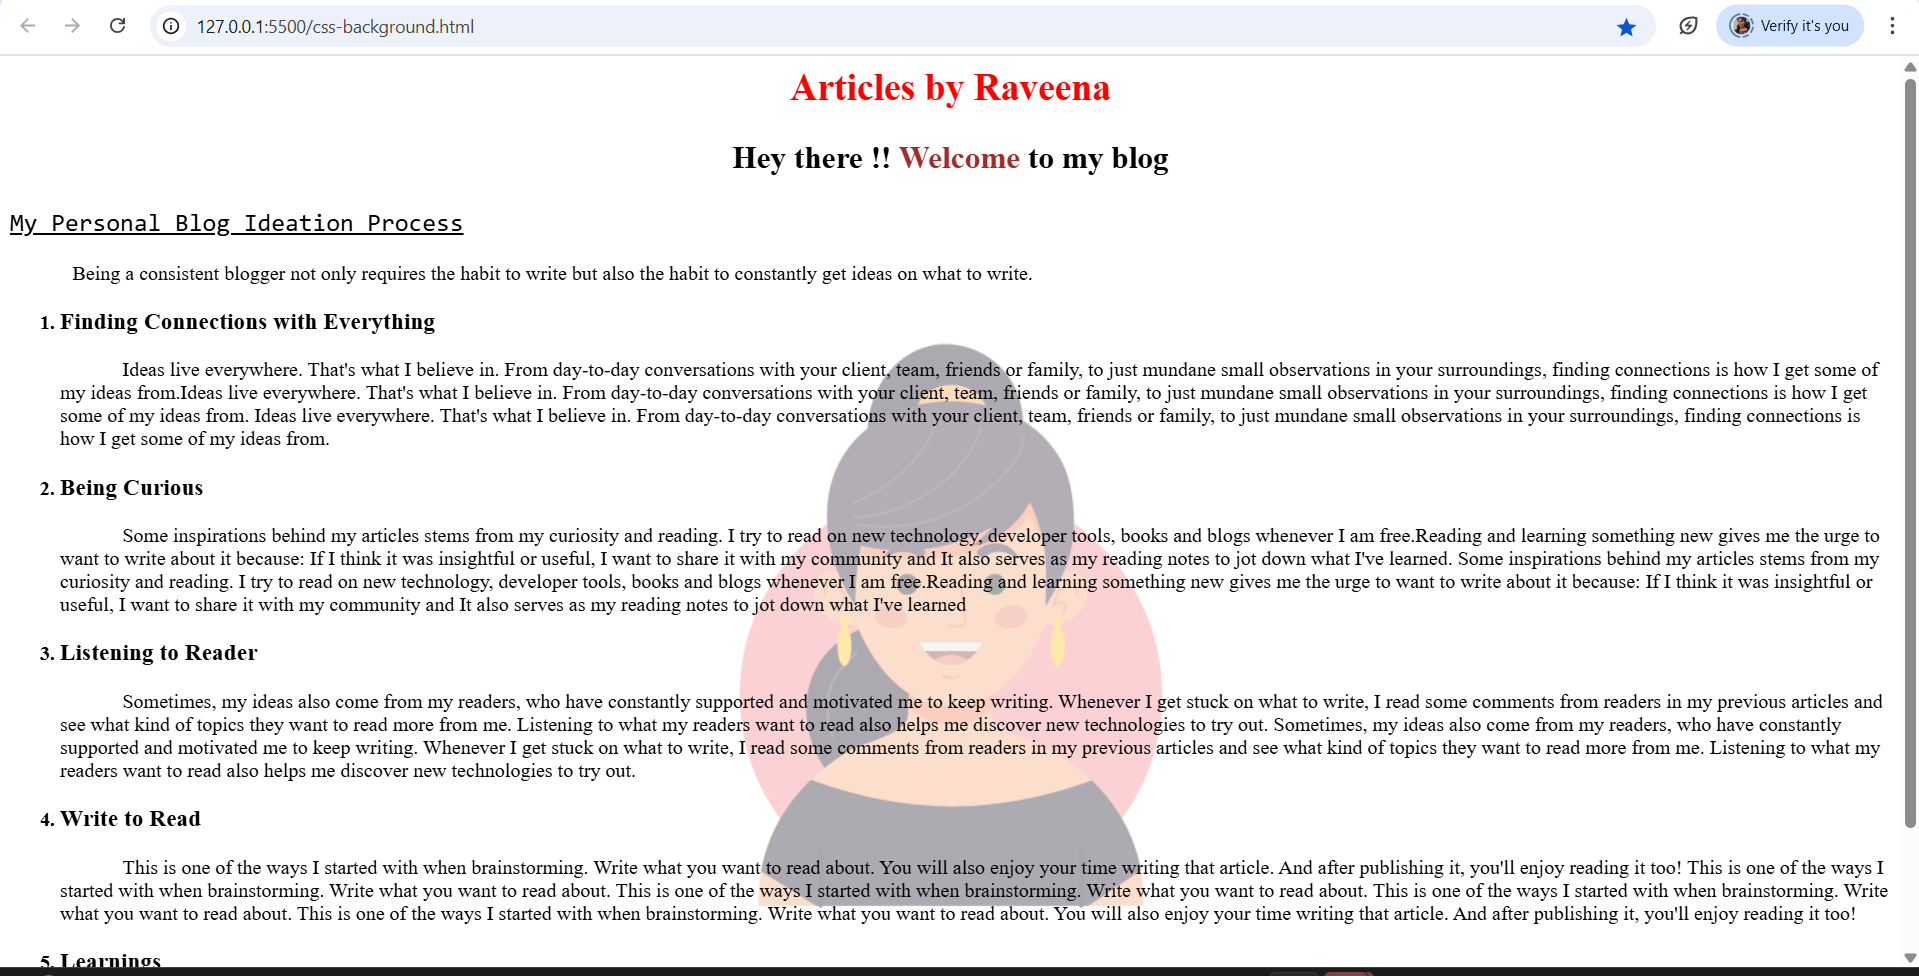 127.0.0.1:5500/css-background.html
Verify it's you
Articles by Raveena
Hey there !! Welcome to my blog
My Personal Blog Ideation Process
Being a consistent blogger not only requires the habit to write but also the habit to constantly get ideas on what to write.
1. Finding Connections with Everything
Ideas live everywhere. That's what I believe in. From day-to-day conversations with your client, team, friends or family, to just mundane small observations in your surroundings, finding connections is how I get some of
my ideas from.Ideas live everywhere. That's what I believe in. From day-to-day conversations with your client, team, friends or family, to just mundane small observations in your surroundings, finding connections is how I get
some of my ideas from. Ideas live everywhere. That's what I believe in. From day-to-day conversations with your client, team, friends or family, to just mundane small observations in your surroundings, finding connections is
how I get some of my ideas from.
2. Being Curious
Some inspirations behind my articles stems from my curiosity and reading. I try to read on new technology, developer tools, books and blogs whenever I am free.Reading and learning something new gives me the urge to
want to write about it because: If I think it was insightful or useful, I want to share it with my community and It also serves as my reading notes to jot down what I've learned. Some inspirations behind my articles stems from my
curiosity and reading. I try to read on new technology, developer tools, books and blogs whenever I am free.Reading and learning something new gives me the urge to want to write about it because: If I think it was insightful or
useful, I want to share it with my community and It also serves as my reading notes to jot down what I've learned
3. Listening to Reader
Sometimes, my ideas also come from my readers, who have constantly supported and motivated me to keep writing. Whenever I get stuck on what to write, I read some comments from readers in my previous articles and
see what kind of topics they want to read more from me. Listening to what my readers want to read also helps me discover new technologies to try out. Sometimes, my ideas also come from my readers, who have constantly
supported and motivated me to keep writing. Whenever I get stuck on what to write, I read some comments from readers in my previous articles and see what kind of topics they want to read more from me. Listening to what my
readers want to read also helps me discover new technologies to try out.
4. Write to Read
This is one of the ways I started with when brainstorming. Write what you want to read about. You will also enjoy your time writing that article. And after publishing it, you'll enjoy reading it too! This is one of the ways I
started with when brainstorming. Write what you want to read about. This is one of the ways I started with when brainstorming. Write what you want to read about. This is one of the ways I started with when brainstorming. Write
what you want to read about. This is one of the ways I started with when brainstorming. Write what you want to read about. You will also enjoy your time writing that article. And after publishing it, you'll enjoy reading it too!
5. Learnings